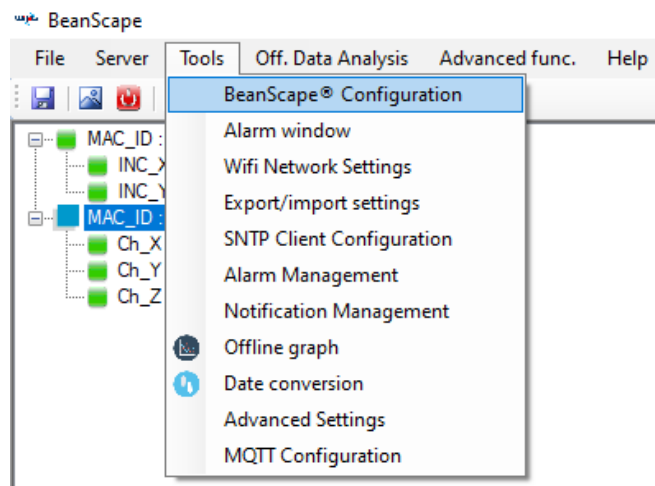 BeanScape
File Server Tools Off. Data Analysis Advanced func. Help
BeanScape® Configuration
Alarm window
Wifi Network Settings
Export/import settings
SNTP Client Configuration
Alarm Management
Notification Management
Offline graph
Date conversion
Advanced Settings
MQTT Configuration
MAC_ID :
INC_X
INC_Y
MAC_ID :
Ch_X
Ch_Y
Ch_Z